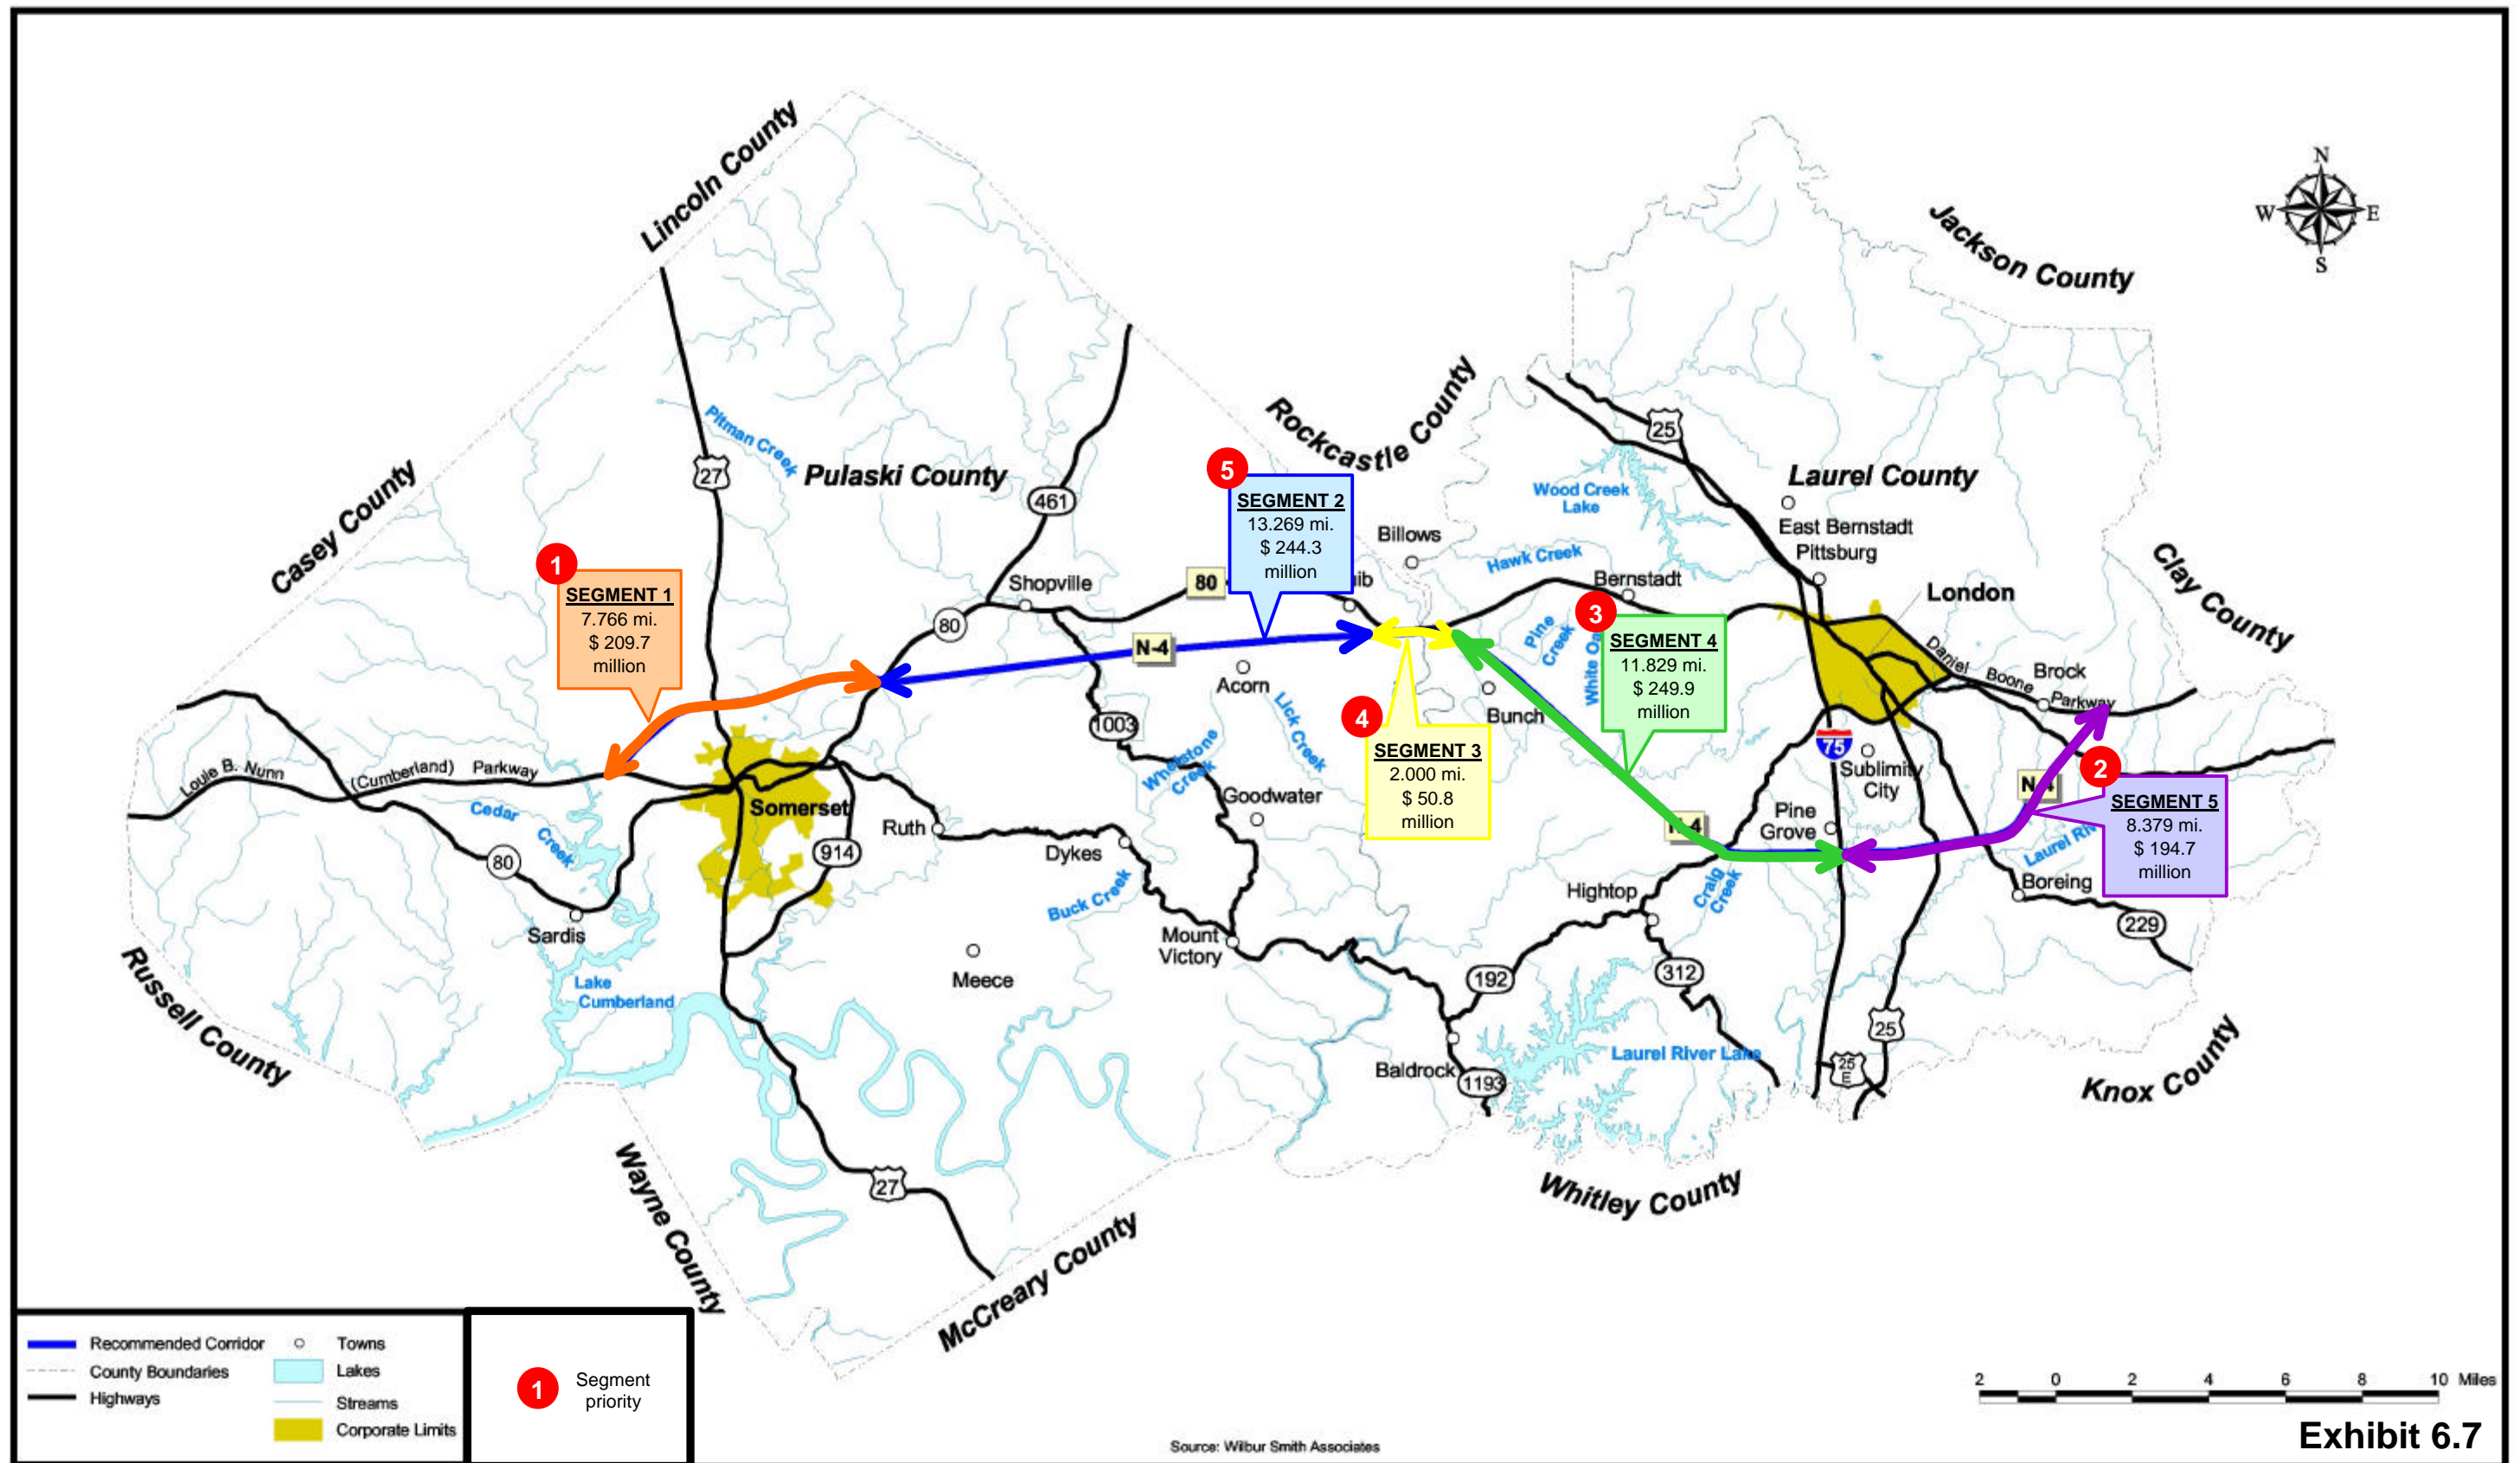 Lincoln County
Jackson County
N
W
E
S
Casey County
27
Pitman Creek
Pulaski County
461
Rockcastle County
25
Wood Creek
Lake
Laurel County
East Bernstadt
Pittsburg
Clay County
5
SEGMENT 2
13.269 mi.
$ 244.3
million
Billows
Hawk Creek
Bernstadt
London
1
SEGMENT 1
7.766 mi.
$ 209.7
million
Shopville
80
80
Pine
Creek
3
SEGMENT 4
11.829 mi.
$ 249.9
million
Daniel Boone Parkway
Brock
N-4
Acorn
Lick Creek
Bunch
1003
Whetstone
Creek
4
SEGMENT 3
2.000 mi.
$ 50.8
million
75
Sublimity
City
N-4
2
SEGMENT 5
8.379 mi.
$ 194.7
million
Louie B. Nunn (Cumberland) Parkway
Cedar
Creek
Somerset
Goodwater
Pine
Grove
N-4
80
914
Ruth
Dykes
Buck Creek
Sardis
Mount
Victory
Meece
Hightop
Craig
Creek
Boreing
229
Lake
Cumberland
192
312
25
25
E
Russell County
Baldrock
1193
Laurel River Lake
Knox County
Wayne County
27
Whitley County
McCreary County
Recommended Corridor
County Boundaries
Highways
Towns
Lakes
Streams
Corporate Limits
1
Segment
priority
2 0 2 4 6 8 10 Miles
Source: Wilbur Smith Associates
Exhibit 6.7